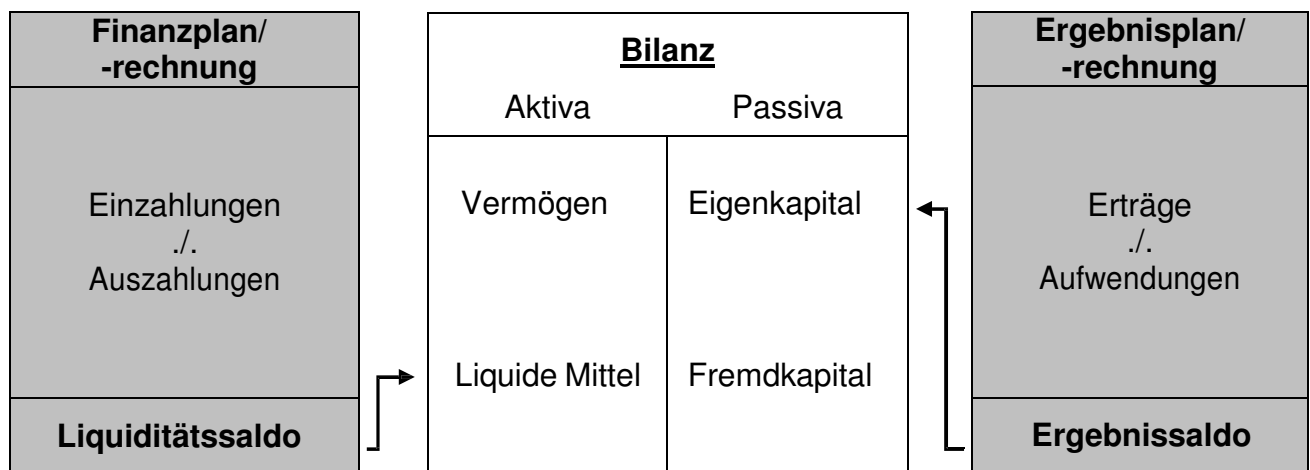 Finanzplan/
-rechnung
Einzahlungen
./.
Auszahlungen
Liquiditätssaldo
Bilanz
Aktiva Passiva
Vermögen Eigenkapital
Liquide Mittel Fremdkapital
Ergebnisplan/
-rechnung
Erträge
./.
Aufwendungen
Ergebnissaldo